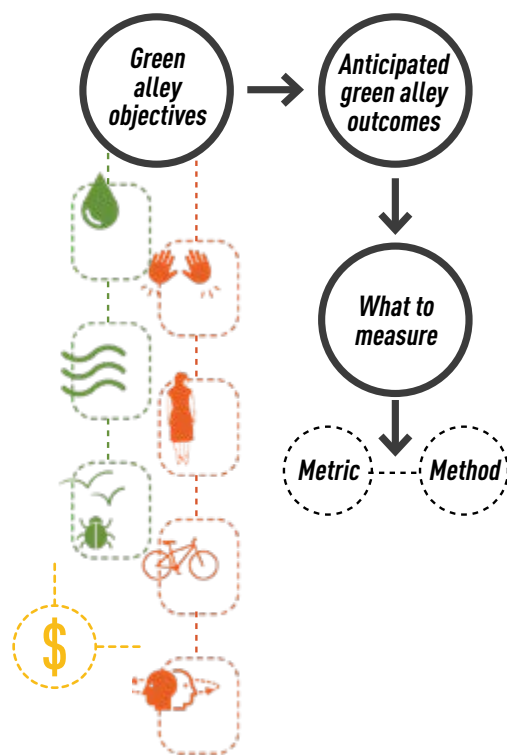 Green
alley
objectives
Anticipated
green alley
outcomes
What to
measure
Metric
Method
$